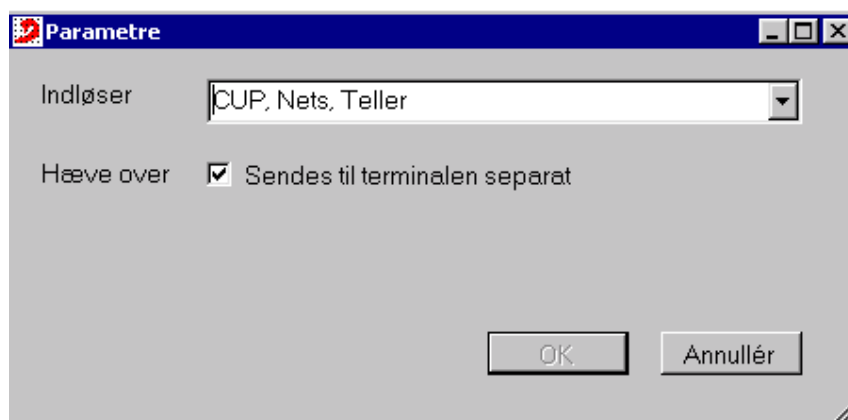 Parametre
Indløser CUP, Nets, Teller
Hæve over Sendes til terminalen separat
OK Annullér